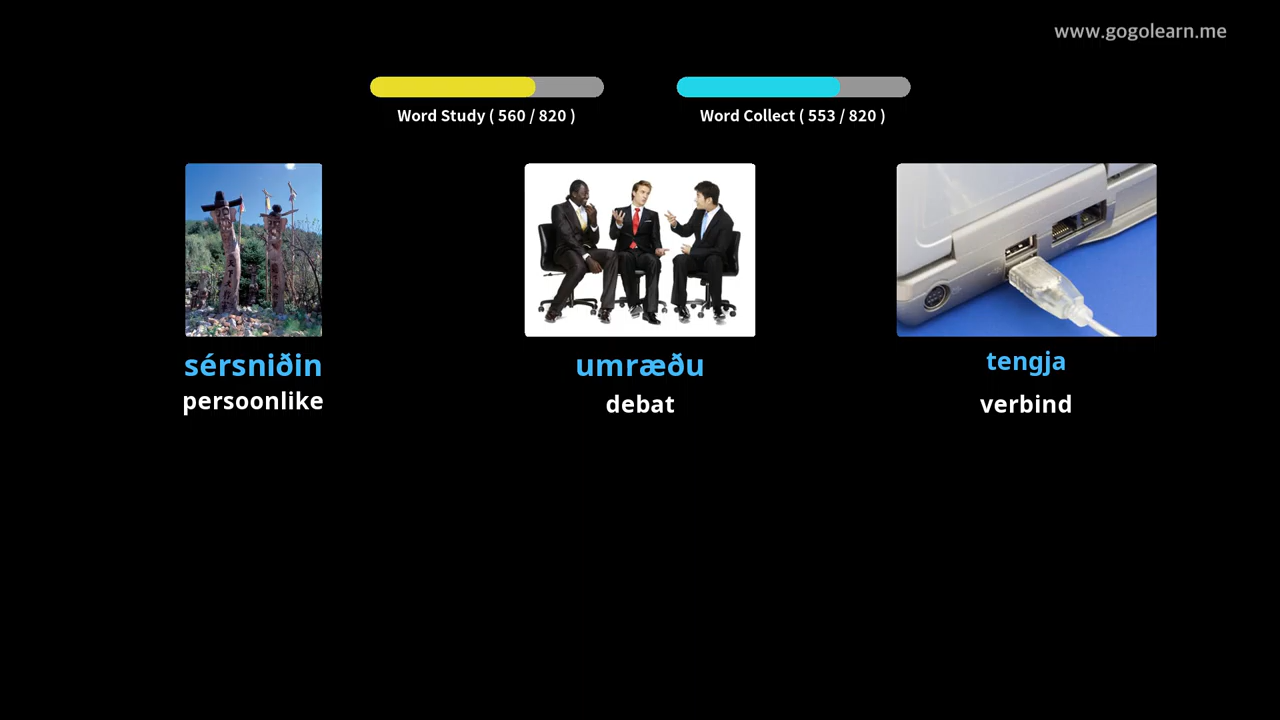 www.gogolearn.me
Word Study ( 560 / 820 )
Word Collect ( 553 / 820 )
sérsniðin
persoonlike
umræðu
debat
tengja
verbind